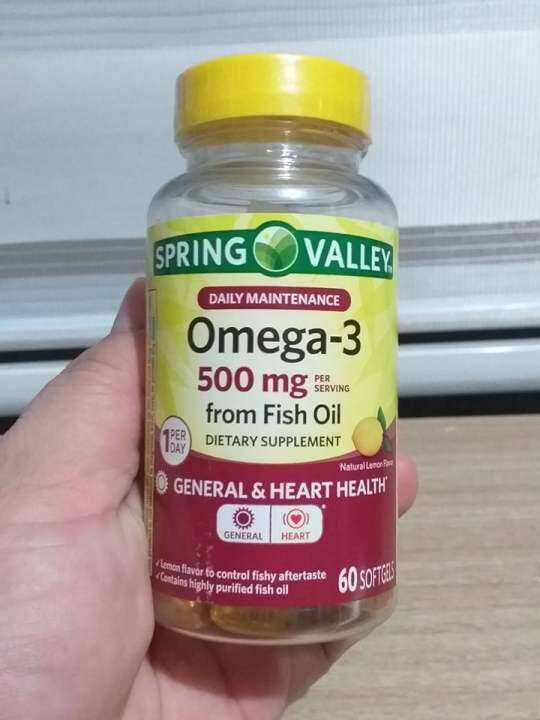 SPRING VALLEY™
DAILY MAINTENANCE
Omega-3
500 mg PER SERVING
from Fish Oil
DIETARY SUPPLEMENT
1 PER DAY
Natural Lemon Flavor
GENERAL & HEART HEALTH*
GENERAL HEART
✓Lemon flavor to control fishy aftertaste
✓Contains highly purified fish oil
60 SOFTGELS